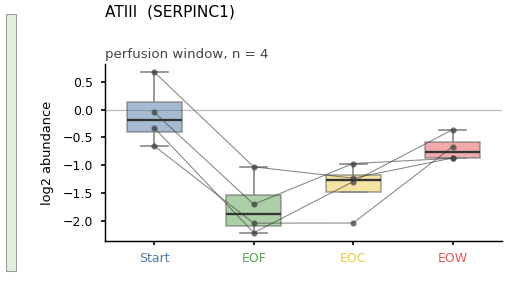 ATIII (SERPINC1)
perfusion window, n = 4
log2 abundance
0.5
0.0
−0.5
−1.0
−1.5
−2.0
Start EOF EOC EOW